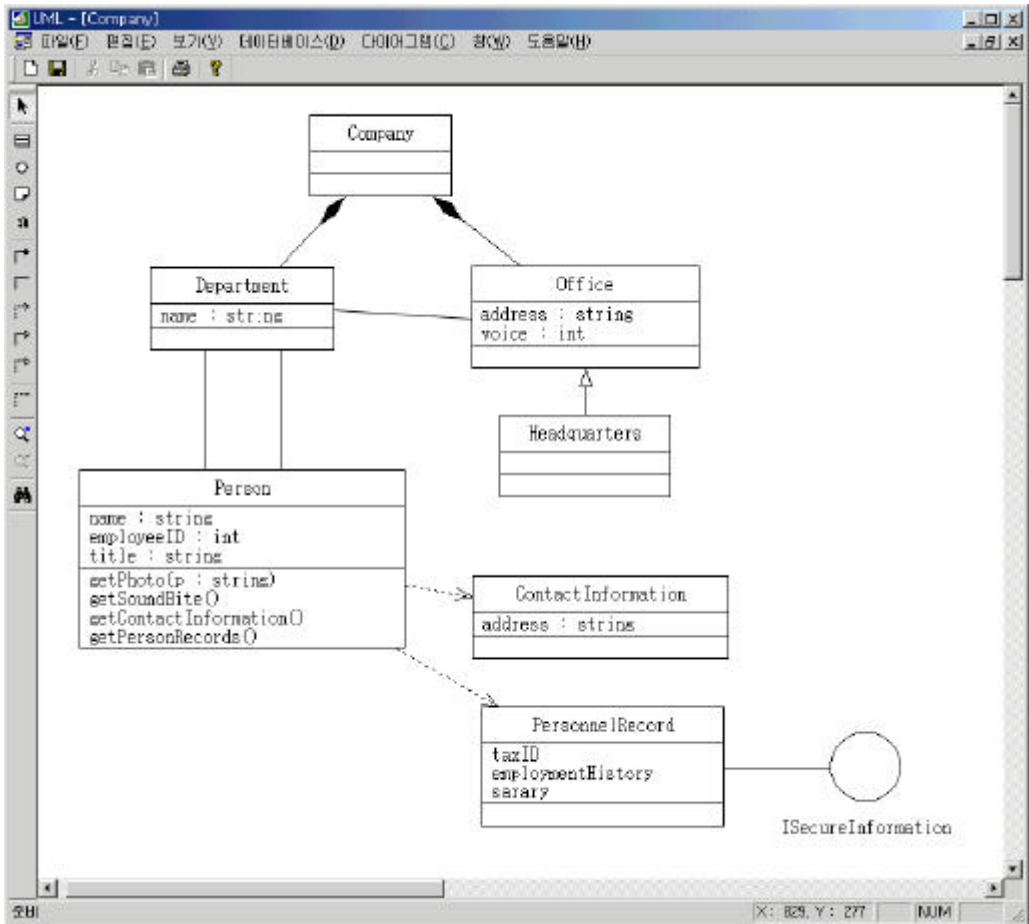 UML - [Company]
파일(F) 편집(E) 보기(V) 데이터베이스(D) 다이어그램(C) 창(W) 도움말(H)
a
Company
Department
name : string
Office
address : string
voice : int
Headquarters
Person
name : string
employeeID : int
title : string
getPhoto(p : string)
getSoundBite()
getContactInformation()
getPersonRecords()
ContactInformation
address : string
PersonnelRecord
taxID
employmentHistory
sarary
ISecureInformation
준비
X: 829, Y: 277 NUM